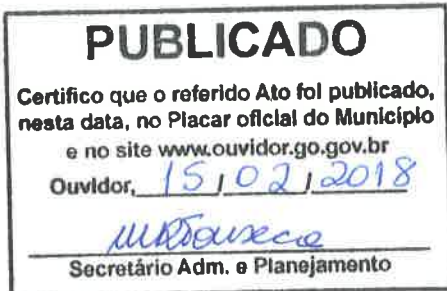 PUBLICADO
Certifico que o referido Ato foi publicado,
nesta data, no Placar oficial do Município
e no site www.ouvidor.go.gov.br
Ouvidor, 15 / 02 / 2018
Secretário Adm. e Planejamento